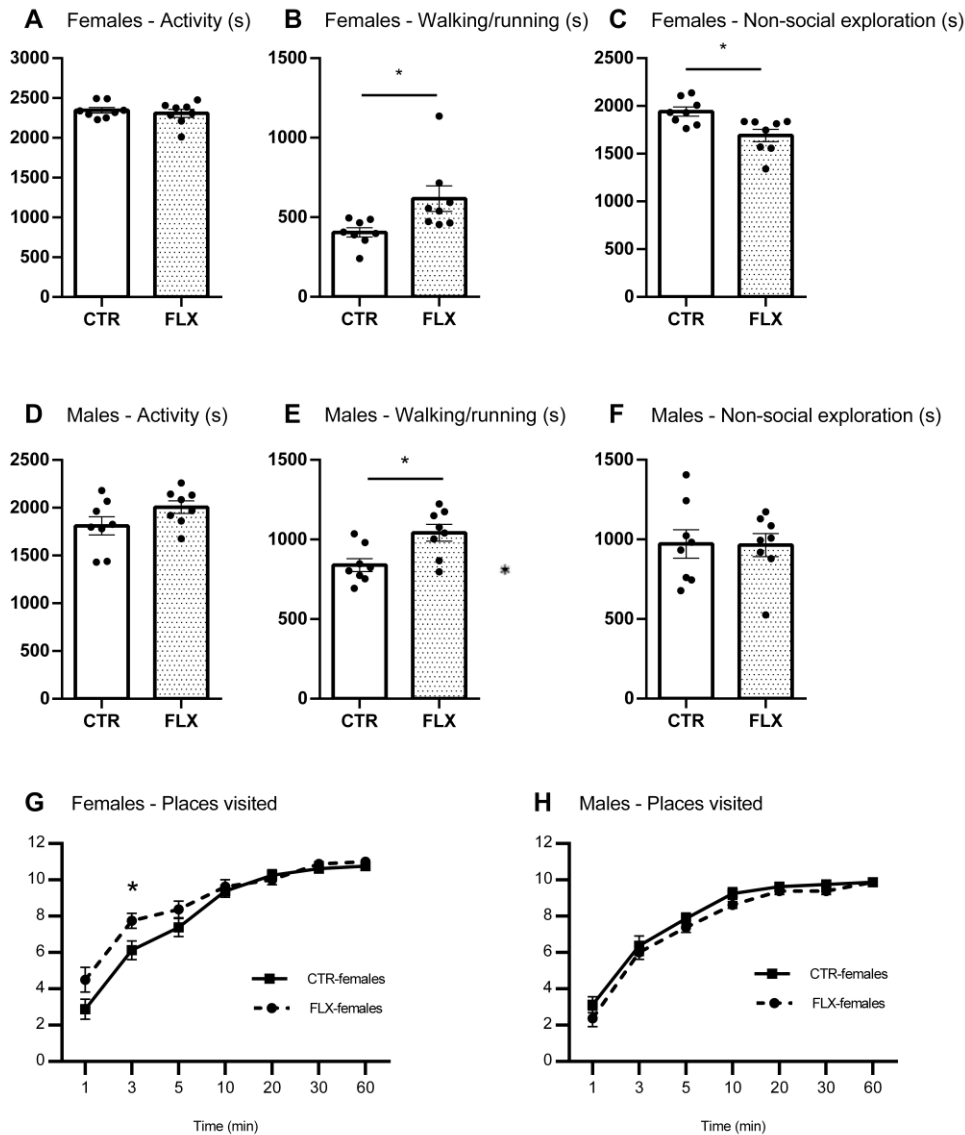 A Females - Activity (s)
B Females - Walking/running (s)
C Females - Non-social exploration (s)
3000
2500
2000
1500
1000
500
0
CTR FLX
*
1500
1000
500
0
CTR FLX
*
2500
2000
1500
1000
500
0
CTR FLX
D Males - Activity (s)
E Males - Walking/running (s)
F Males - Non-social exploration (s)
2500
2000
1500
1000
500
0
CTR FLX
*
1500
1000
500
0
CTR FLX
*
1500
1000
500
0
CTR FLX
G Females - Places visited
12
10
8
6
4
2
0
*
CTR-females
FLX-females
1 3 5 10 20 30 60
Time (min)
H Males - Places visited
12
10
8
6
4
2
0
CTR-females
FLX-females
1 3 5 10 20 30 60
Time (min)